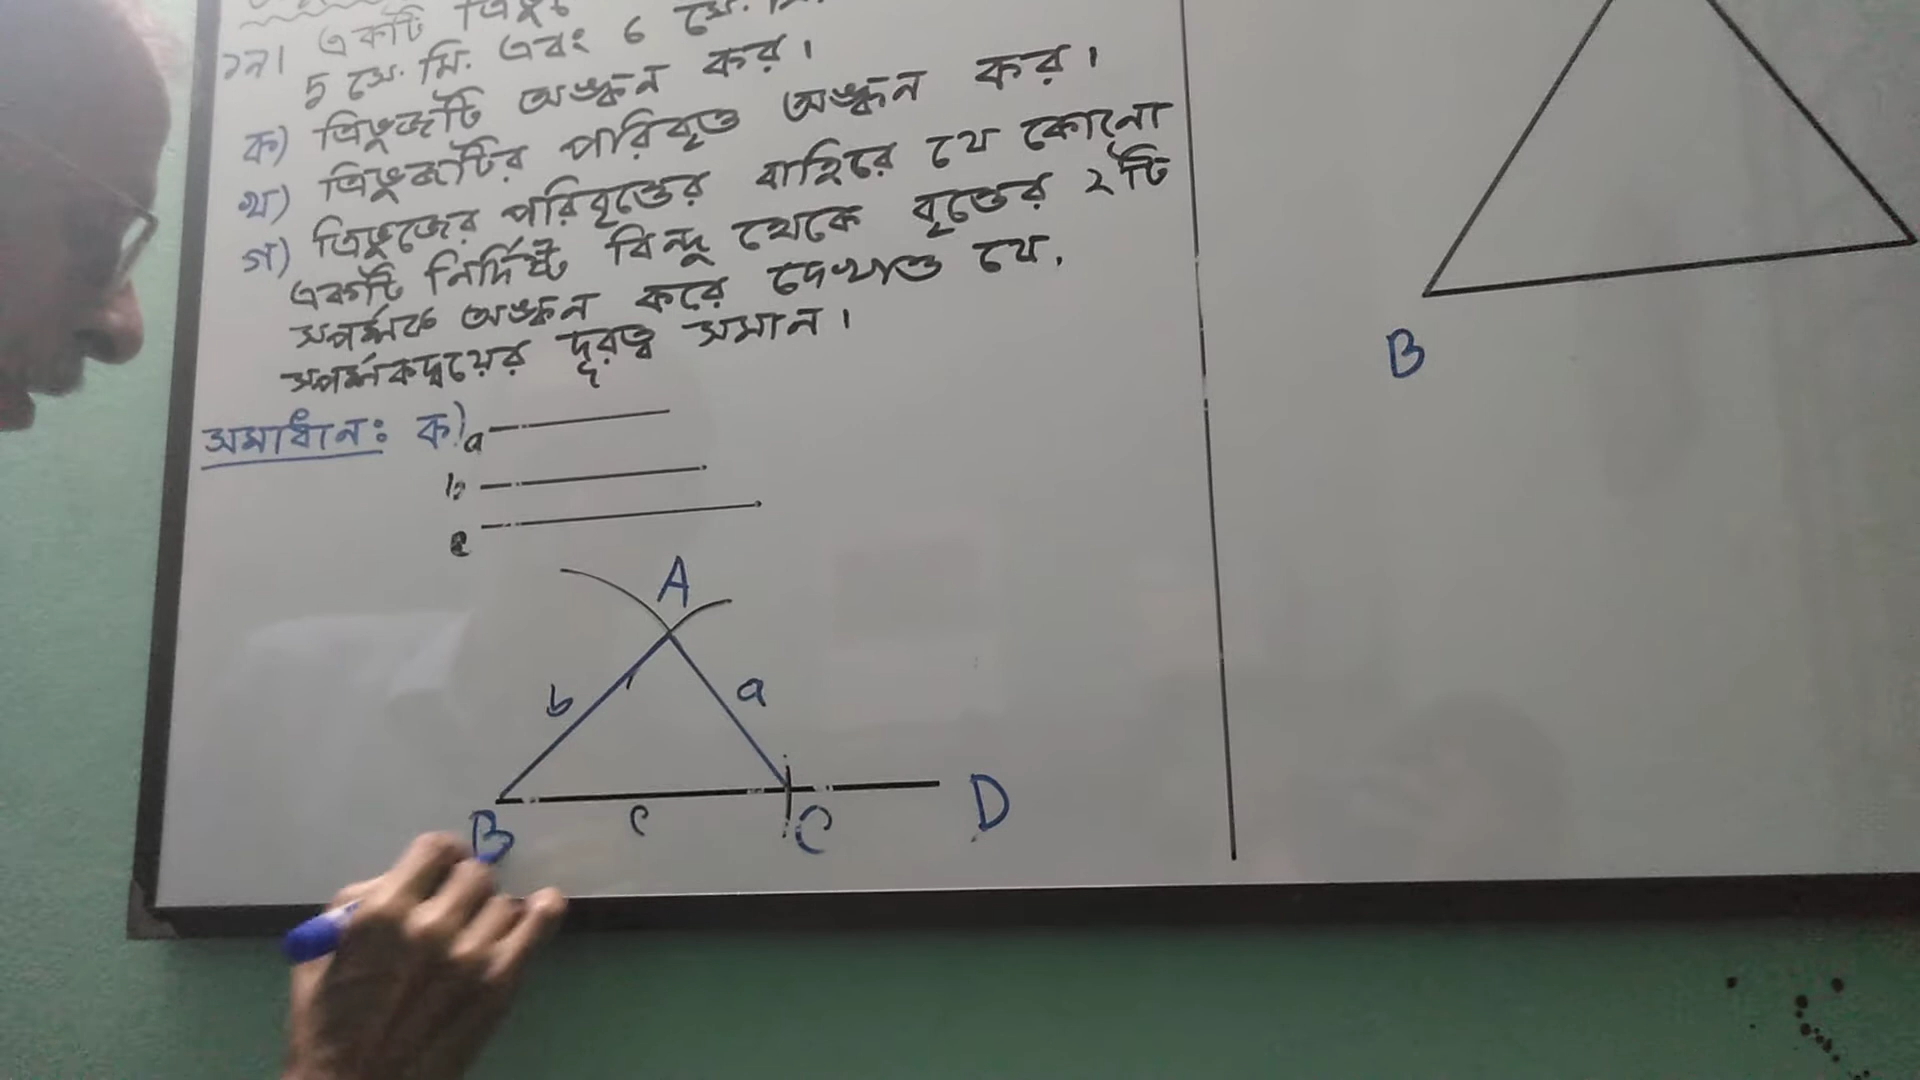 ১নং। একটি
5 সে. মি. এবং 6 সে. মি.
ক) ত্রিভুজটি অঙ্কন কর।
খ) ত্রিভুজটির পরিবৃত্ত অঙ্কন কর।
গ) ত্রিভুজের পরিবৃত্তের বাহিরে যে কোনো
একটি নির্দিষ্ট বিন্দু থেকে বৃত্তের ২টি
স্পর্শক অঙ্কন করে দেখাও যে,
স্পর্শকদ্বয়ের দূরত্ব সমান।
সমাধানঃ ক)
a
b
c
A
b
a
B
c
C
D
B